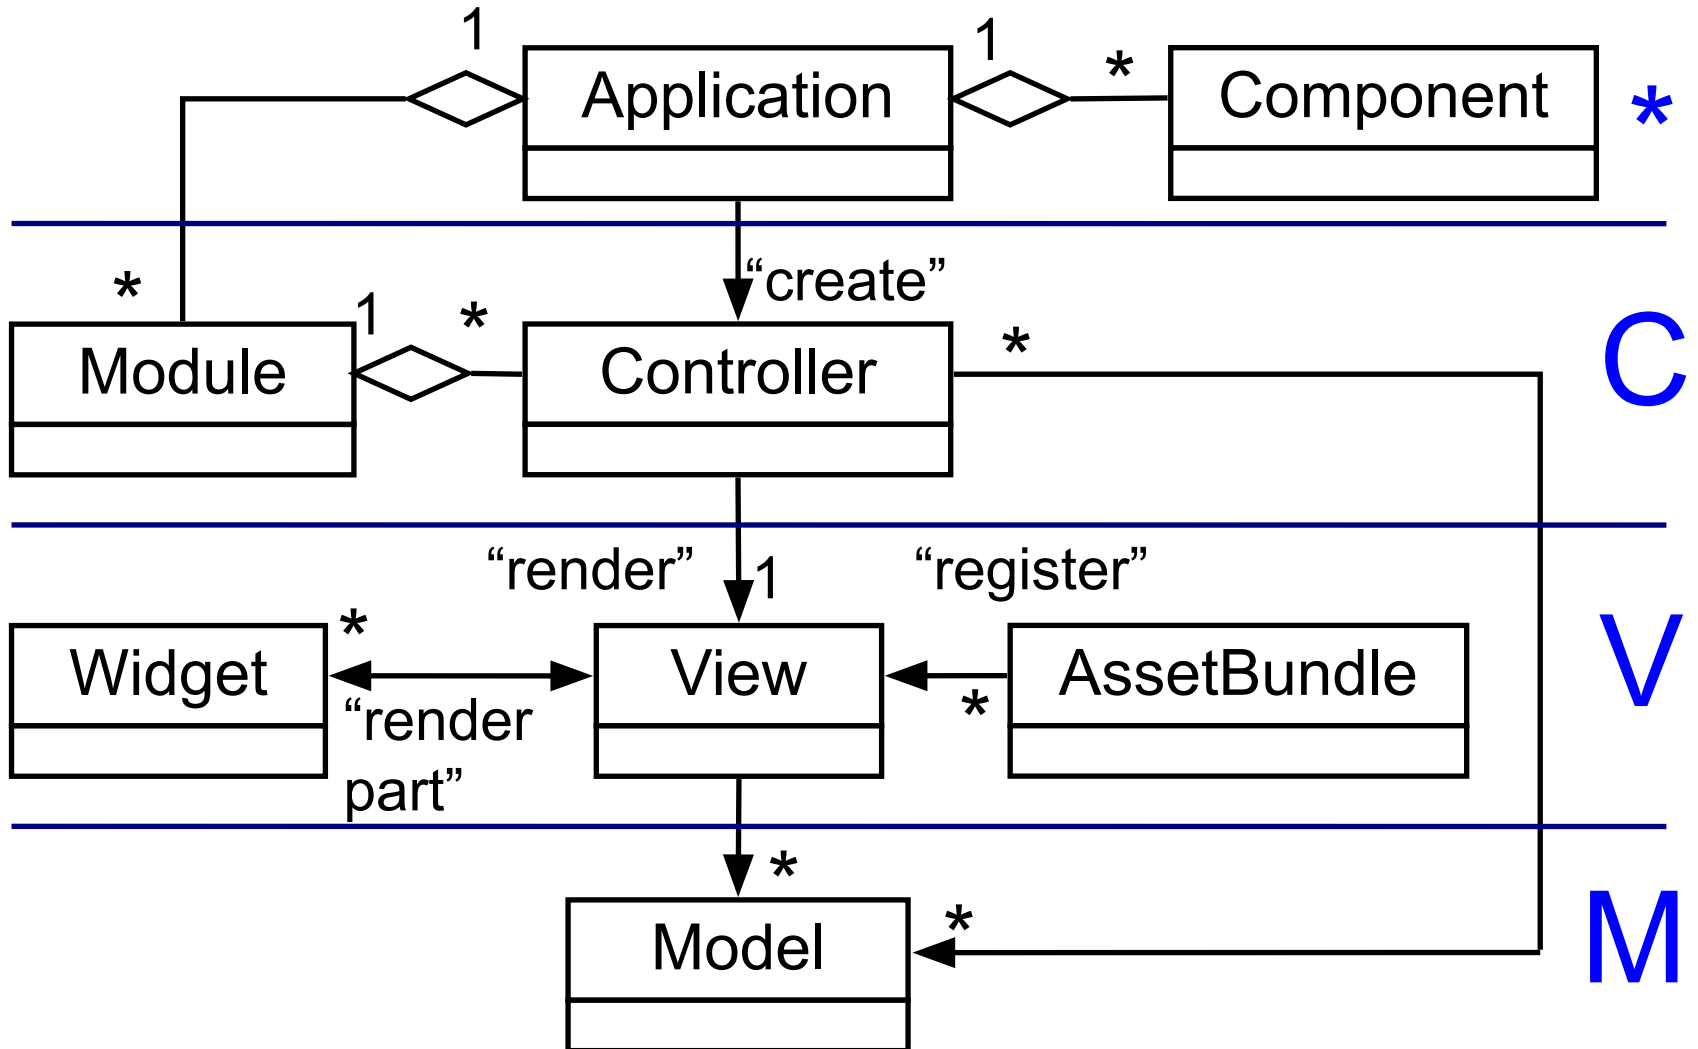 1
1
*
Application
Component
*
“create”
*
1
*
*
Module
Controller
C
“render”
1
“register”
*
Widget
View
AssetBundle
V
“render
part”
*
*
*
Model
M